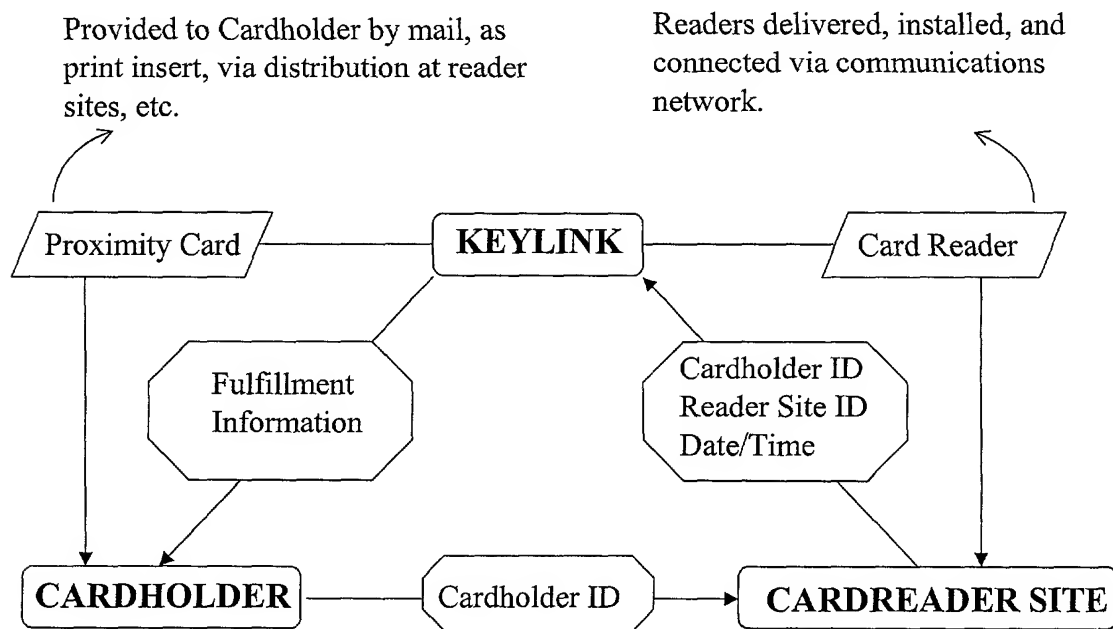 Provided to Cardholder by mail, as
print insert, via distribution at reader
sites, etc.
Readers delivered, installed, and
connected via communications
network.
Proximity Card
KEYLINK
Card Reader
Fulfillment
Information
Cardholder ID
Reader Site ID
Date/Time
CARDHOLDER
Cardholder ID
CARDREADER SITE